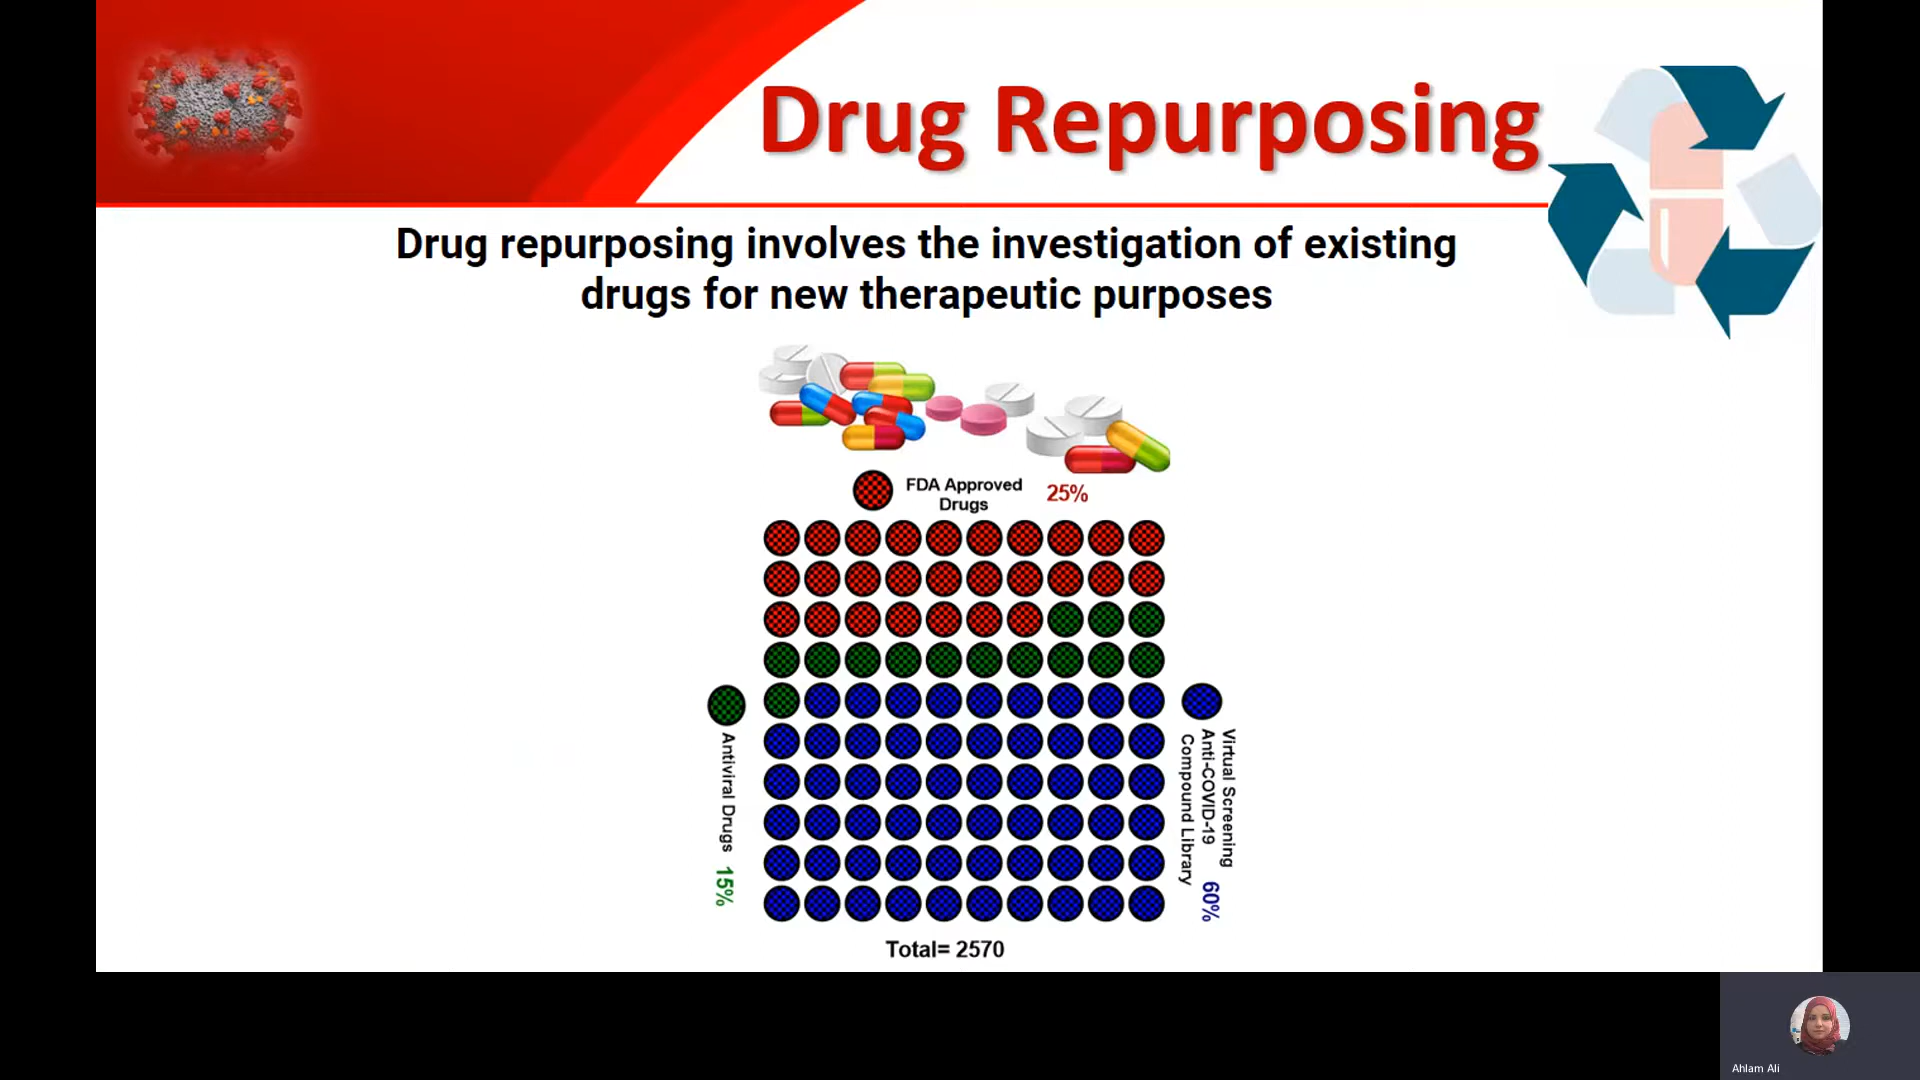 Drug Repurposing
Drug repurposing involves the investigation of existing
drugs for new therapeutic purposes
FDA Approved
Drugs
25%
Antiviral Drugs 15%
Virtual Screening
Anti-COVID-19
Compound Library
60%
Total= 2570
Ahlam Ali